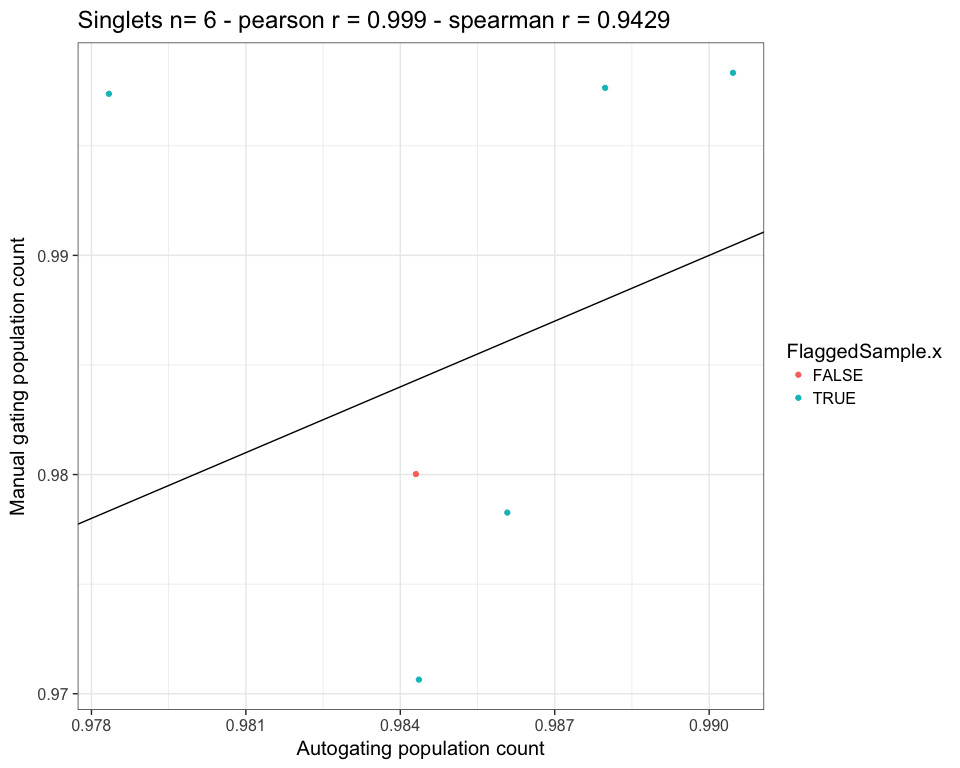 Singlets n= 6 - pearson r = 0.999 - spearman r = 0.9429
Manual gating population count
0.99
0.98
0.97
0.978 0.981 0.984 0.987 0.990
Autogating population count
FlaggedSample.x
FALSE
TRUE